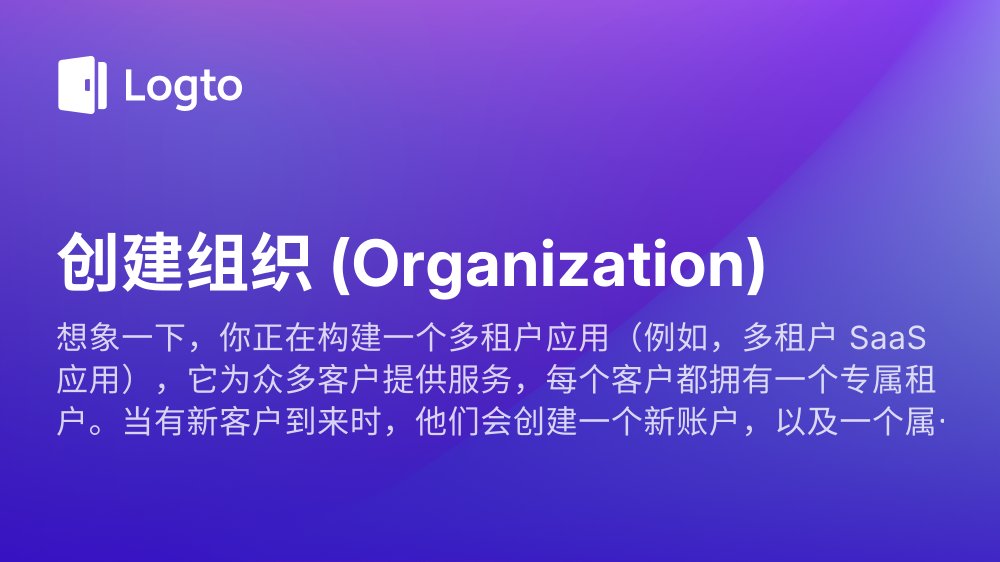 Logto
创建组织 (Organization)
想象一下，你正在构建一个多租户应用（例如，多租户 SaaS
应用），它为众多客户提供服务，每个客户都拥有一个专属租
户。当有新客户到来时，他们会创建一个新账户，以及一个属·